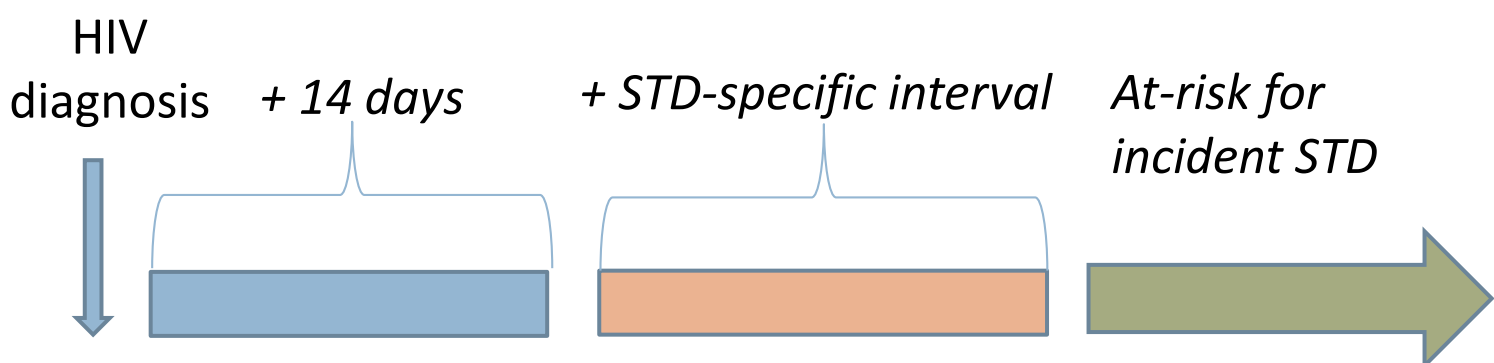 HIV
diagnosis
+ 14 days
+ STD-specific interval
At-risk for
incident STD